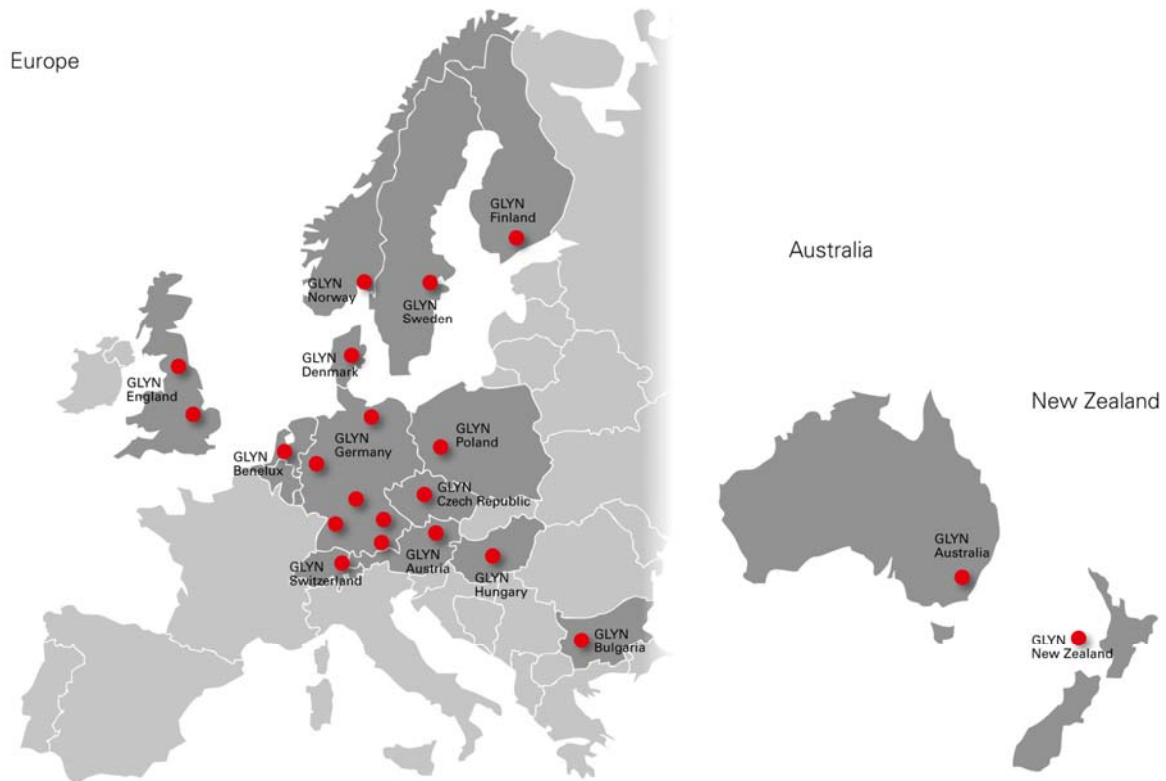 Europe
GLYN
Finland
Australia
GLYN
Norway
GLYN
Sweden
GLYN
Denmark
GLYN
England
New Zealand
GLYN
Germany
GLYN
Poland
GLYN
Benelux
GLYN
Czech Republic
GLYN
Australia
GLYN
Switzerland
GLYN
Austria
GLYN
Hungary
GLYN
Bulgaria
GLYN
New Zealand